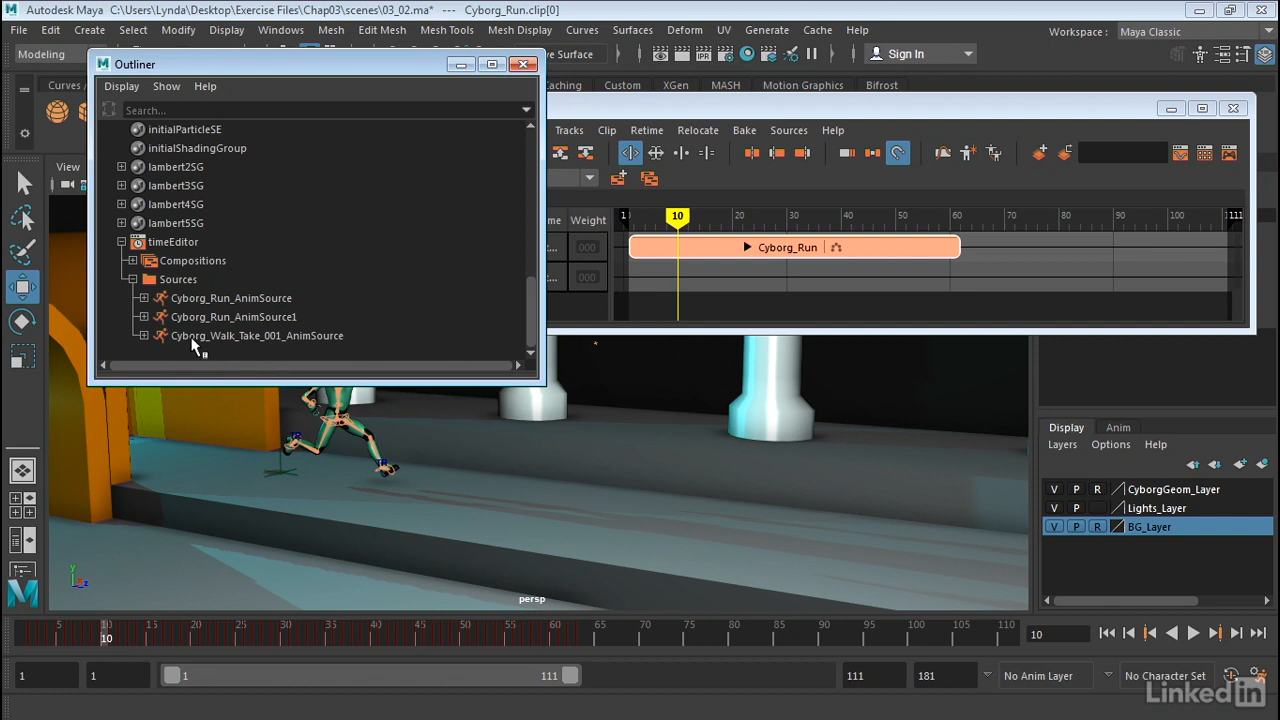 Autodesk Maya C:\Users\Lynda\Desktop\Exercise Files\Chap03\scenes\03_02.ma* --- Cyborg_Run.clip[0]
File Edit Create Select Modify Display Windows Mesh Edit Mesh Mesh Tools Mesh Display Curves Surfaces Deform UV Generate Cache Help Workspace : Maya Classic
Modeling Surface Sign In
Curves / Caching Custom XGen MASH Motion Graphics Bifrost
Outliner
Display Show Help
Search...
initialParticleSE
initialShadingGroup
lambert2SG
lambert3SG
lambert4SG
lambert5SG
timeEditor
Compositions
Sources
Cyborg_Run_AnimSource
Cyborg_Run_AnimSource1
Cyborg_Walk_Take_001_AnimSource
View
Tracks Clip Retime Relocate Bake Sources Help
me Weight 1 10 20 30 40 50 60 70 80 90 100 111
... 000 Cyborg_Run
... 000
Display Anim
Layers Options Help
V P R CyborgGeom_Layer
V P Lights_Layer
V P R BG_Layer
y
z
persp
5 10 15 20 25 30 35 40 45 50 55 60 65 70 75 80 85 90 95 100 105 110
10
10
1 1 1 111 111 181 No Anim Layer No Character Set
LinkedIn